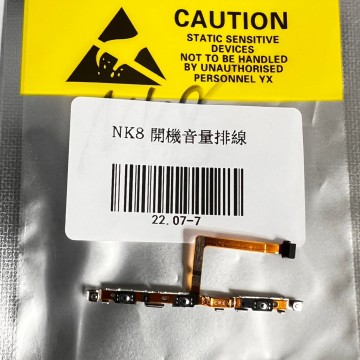 CAUTION
STATIC SENSITIVE
DEVICES
NOT TO BE HANDLED
BY UNAUTHORISED
PERSONNEL YX
NK8 開機音量排線
22.07-7